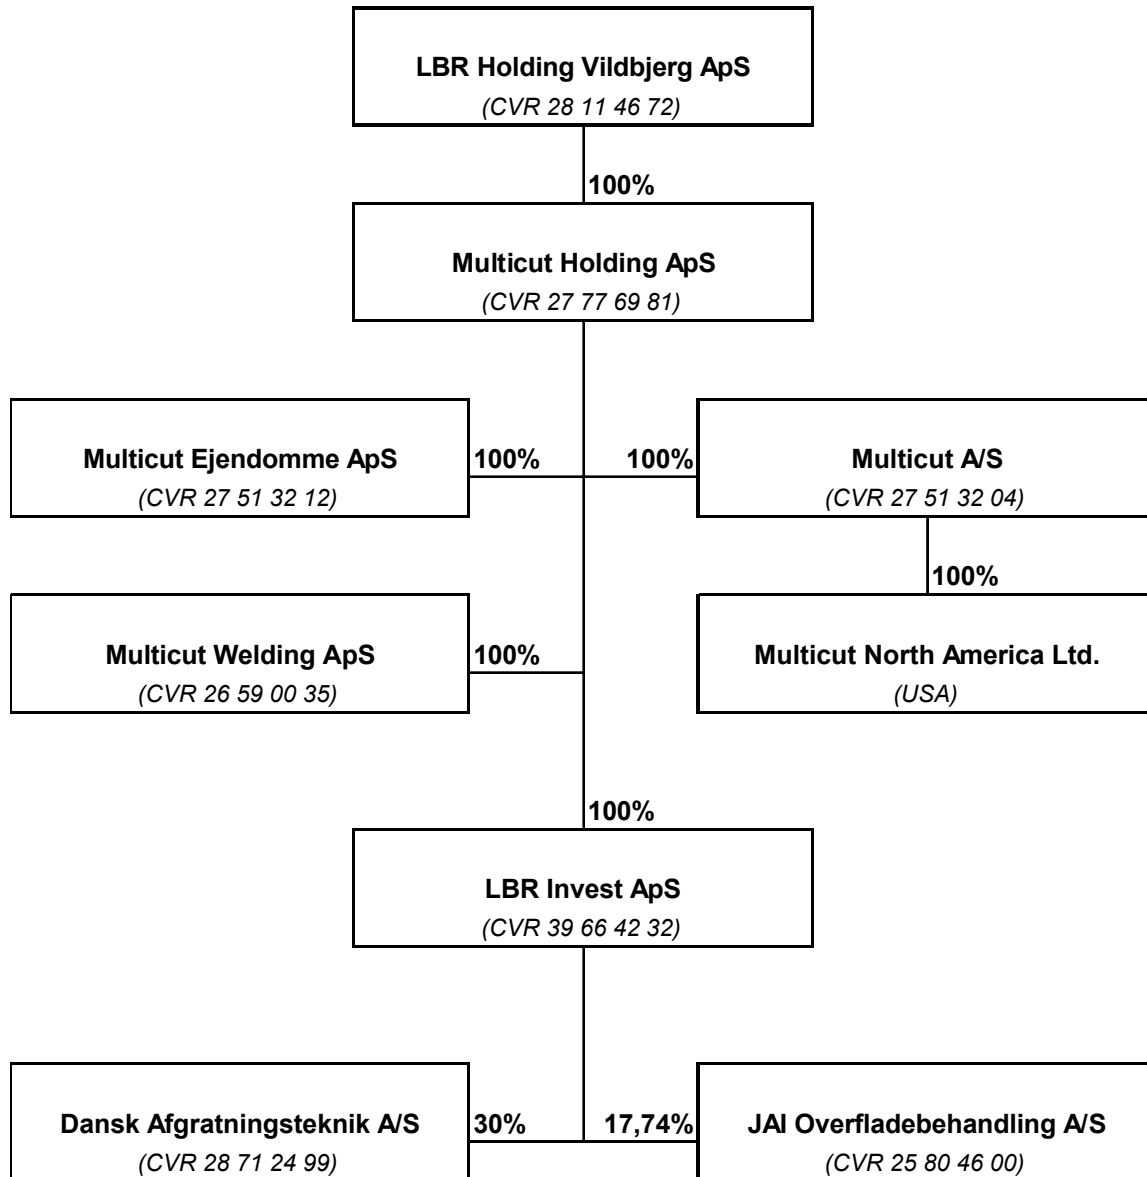 LBR Holding Vildbjerg ApS
(CVR 28 11 46 72)
100%
Multicut Holding ApS
(CVR 27 77 69 81)
Multicut Ejendomme ApS
(CVR 27 51 32 12)
100%
100%
Multicut A/S
(CVR 27 51 32 04)
100%
Multicut Welding ApS
(CVR 26 59 00 35)
100%
Multicut North America Ltd.
(USA)
100%
LBR Invest ApS
(CVR 39 66 42 32)
Dansk Afgratningsteknik A/S
(CVR 28 71 24 99)
30%
17,74%
JAI Overfladebehandling A/S
(CVR 25 80 46 00)